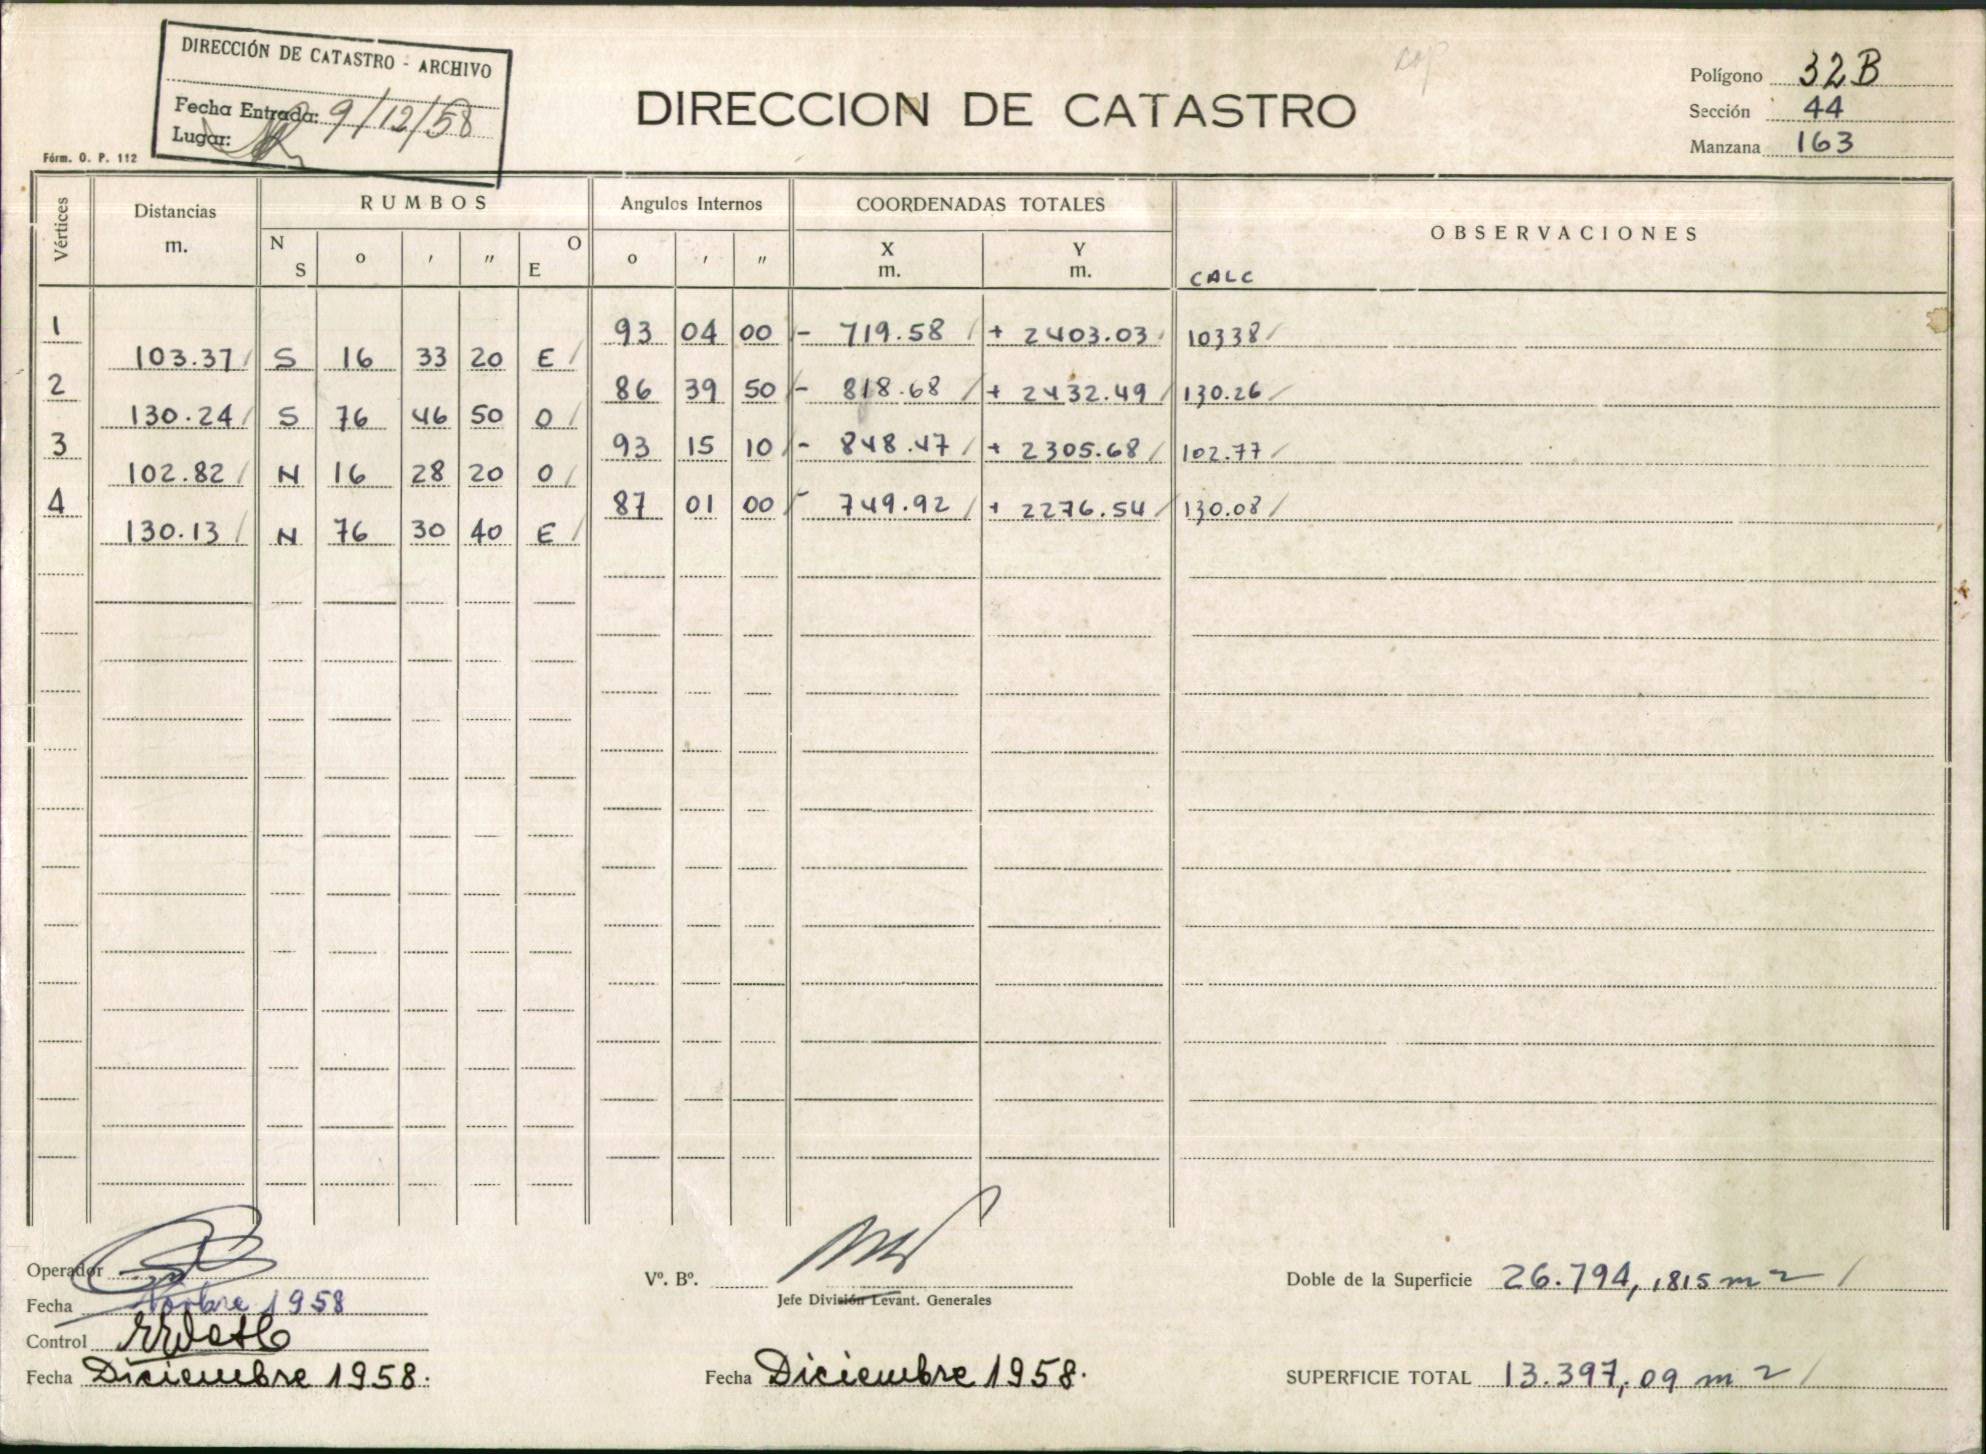 DIRECCIÓN DE CATASTRO - ARCHIVO
Fecha Entrada: 9/12/58
Lugar:
Fórm. O. P. 112
DIRECCION DE CATASTRO
Polígono 32B
Sección 44
Manzana 163
Vértices Distancias m. RUMBOS N S o ' " O E Angulos Internos o ' " COORDENADAS TOTALES X m. Y m. OBSERVACIONES
CALC
1 93 04 00 - 719.58 + 2403.03 10338
103.37 S 16 33 20 E
2 86 39 50 - 818.68 + 2432.49 130.26
130.24 S 76 46 50 O
3 93 15 10 - 848.47 + 2305.68 102.77
102.82 N 16 28 20 O
4 87 01 00 - 749.92 + 2276.54 130.08
130.13 N 76 30 40 E
Operador
Fecha 1958
Control
Fecha Diciembre 1958.
Vº. Bº.
Jefe División Levant. Generales
Fecha Diciembre 1958.
Doble de la Superficie 26.794,1815 m2
SUPERFICIE TOTAL 13.397,09 m2